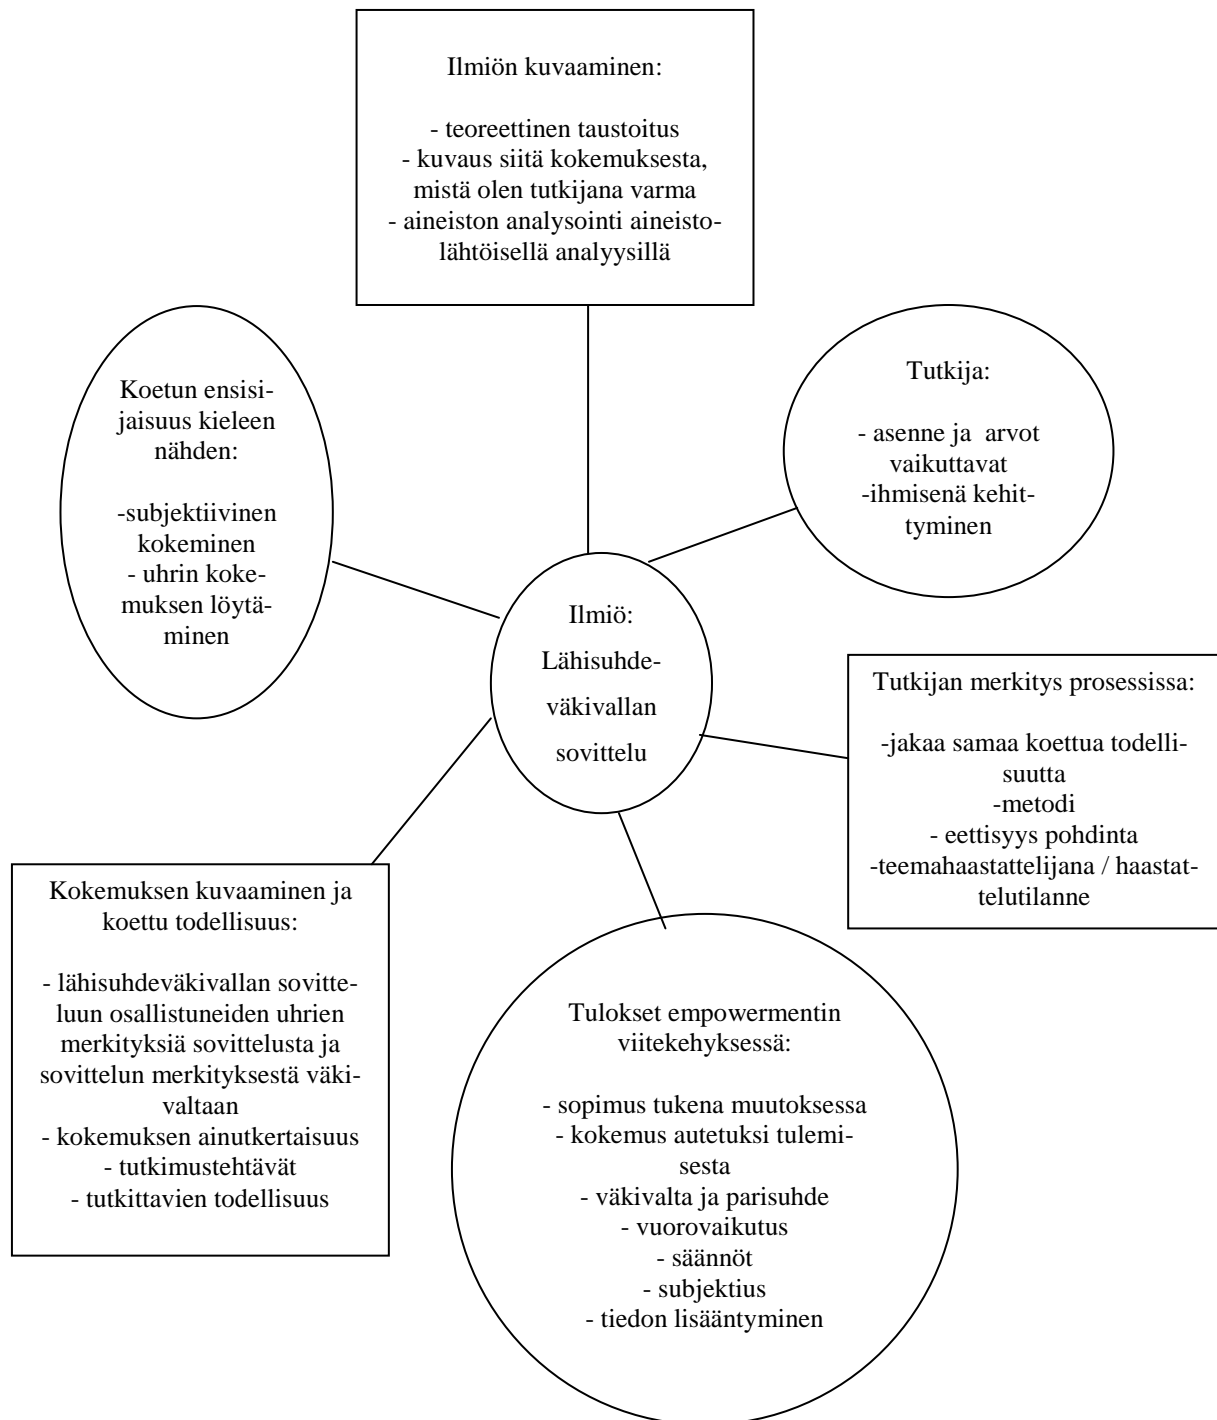 Ilmiön kuvaaminen:
- teoreettinen taustoitus
- kuvaus siitä kokemuksesta,
mistä olen tutkijana varma
- aineiston analysointi aineisto-
lähtöisellä analyysillä
Koetun ensisi-
jaisuus kieleen
nähden:
-subjektiivinen
kokeminen
- uhrin koke-
muksen löytä-
minen
Tutkija:
- asenne ja  arvot
vaikuttavat
-ihmisenä kehit-
tyminen
Ilmiö:
Lähisuhde-
väkivallan
sovittelu
Tutkijan merkitys prosessissa:
-jakaa samaa koettua todelli-
suutta
-metodi
- eettisyys pohdinta
-teemahaastattelijana / haastat-
telutilanne
Kokemuksen kuvaaminen ja
koettu todellisuus:
- lähisuhdeväkivallan sovitte-
luun osallistuneiden uhrien
merkityksiä sovittelusta ja
sovittelun merkityksestä väki-
valtaan
- kokemuksen ainutkertaisuus
- tutkimustehtävät
- tutkittavien todellisuus
Tulokset empowermentin
viitekehyksessä:
- sopimus tukena muutoksessa
- kokemus autetuksi tulemi-
sesta
- väkivalta ja parisuhde
- vuorovaikutus
- säännöt
- subjektius
- tiedon lisääntyminen